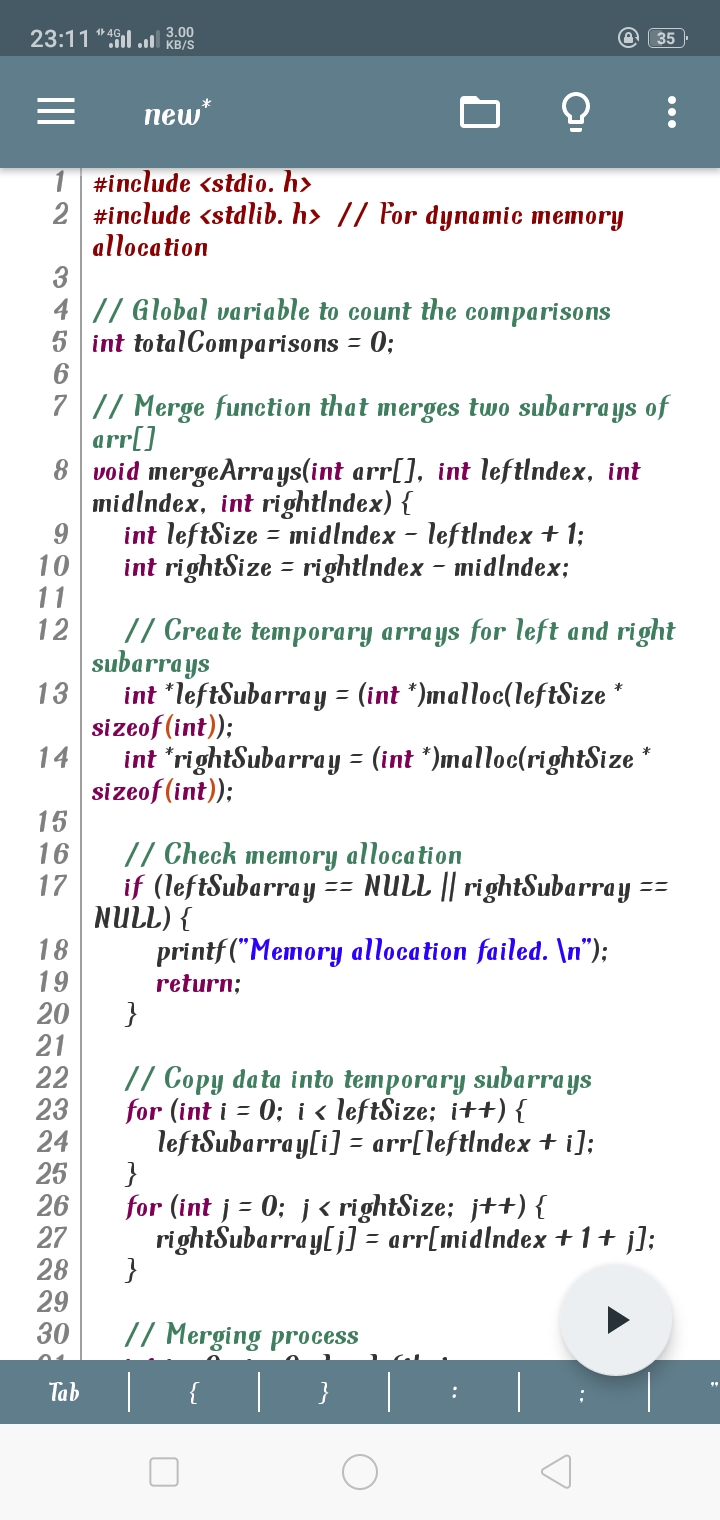 23:11 4G 3.00 KB/S 35
new*
1 #include <stdio. h>
2 #include <stdlib. h> // For dynamic memory
allocation
3
4 // Global variable to count the comparisons
5 int totalComparisons = 0;
6
7 // Merge function that merges two subarrays of
arr[]
8 void mergeArrays(int arr[], int leftIndex, int
midIndex, int rightIndex) {
9 int leftSize = midIndex - leftIndex + 1;
10 int rightSize = rightIndex - midIndex;
11
12 // Create temporary arrays for left and right
subarrays
13 int *leftSubarray = (int *)malloc(leftSize *
sizeof(int));
14 int *rightSubarray = (int *)malloc(rightSize *
sizeof(int));
15
16 // Check memory allocation
17 if (leftSubarray == NULL || rightSubarray ==
NULL) {
18 printf("Memory allocation failed. \n");
19 return;
20 }
21
22 // Copy data into temporary subarrays
23 for (int i = 0; i < leftSize; i++) {
24 leftSubarray[i] = arr[leftIndex + i];
25 }
26 for (int j = 0; j < rightSize; j++) {
27 rightSubarray[j] = arr[midIndex + 1 + j];
28 }
29
30 // Merging process
Tab { } : ; "